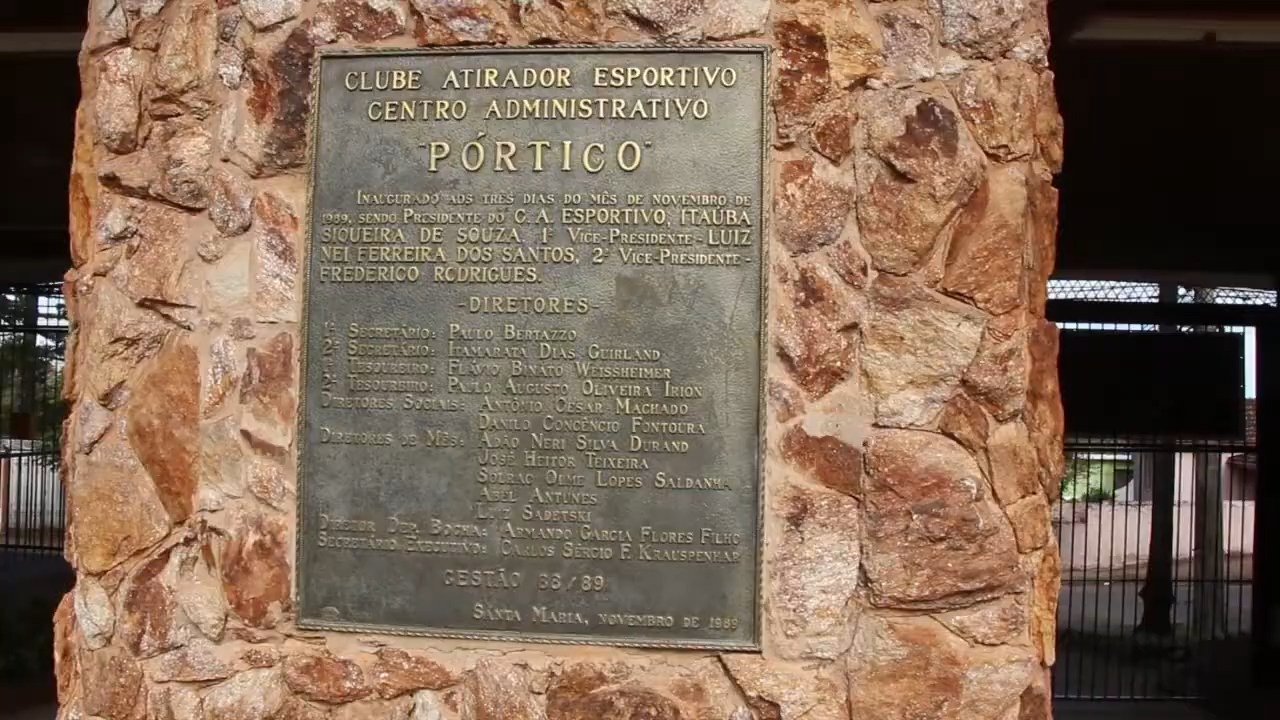 CLUBE ATIRADOR ESPORTIVO
CENTRO ADMINISTRATIVO
"PÓRTICO"
INAUGURADO AOS TRÊS DIAS DO MÊS DE NOVEMBRO DE
1989, SENDO PRESIDENTE DO C. A. ESPORTIVO, ITAÚBA
SIQUEIRA DE SOUZA, 1º VICE-PRESIDENTE - LUIZ
NEI FERREIRA DOS SANTOS, 2º VICE-PRESIDENTE -
FREDERICO RODRIGUES.
-DIRETORES-
1º SECRETÁRIO: PAULO BERTAZZO
2º SECRETÁRIO: ITAMARATA DIAS GUIRLAND
1º TESOUREIRO: FLÁVIO BINATO WEISSHEIMER
2º TESOUREIRO: PAULO AUGUSTO OLIVEIRA IRION
DIRETORES SOCIAIS: ANTÔNIO CESAR MACHADO
DANILO CONCÊNCIO FONTOURA
DIRETORES DE MÊS: ADÃO NERI SILVA DURAND
JOSÉ HEITOR TEIXEIRA
SOLRAC OLME LOPES SALDANHA
ABEL ANTUNES
LUIZ SADETSKI
DIRETOR DEP. BOCHA: ARMANDO GARCIA FLORES FILHO
SECRETÁRIO EXECUTIVO: CARLOS SÉRGIO F. KRAUSPENHAR
GESTÃO 88/89
SANTA MARIA, NOVEMBRO DE 1989